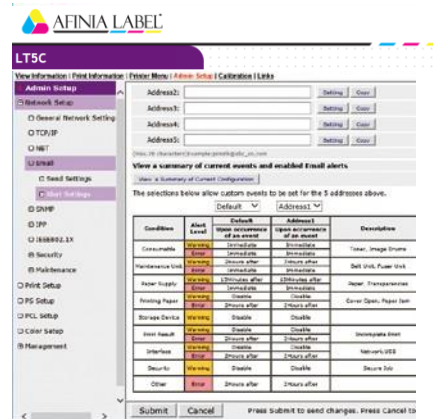 AFINIA LABEL
LT5C
View Information | Print Information | Printer Menu | Admin Setup | Calibration | Links
Admin Setup
Network Setup
General Network Setting
TCP/IP
NBT
Email
Send Settings
Alert Settings
SNMP
IPP
IEEE802.1X
Security
Maintenance
Print Setup
PS Setup
PCL Setup
Color Setup
Management
Address2: Setting Copy
Address3: Setting Copy
Address4: Setting Copy
Address5: Setting Copy
View a summary of current events and enabled Email alerts
View a Summary of Current Configuration
The selections below allow custom events to be set for the 5 addresses above.
Default Address1
Condition Alert Level Default Upon occurrence of an event Address1 Upon occurrence of an event Description
Consumable Warning Immediate Immediate Toner, Image Drums
Error Immediate Immediate
Maintenance Unit Warning 2Hours after 2Hours after Belt Unit, Fuser Unit
Error Immediate Immediate
Paper Supply Warning 15Minutes after 15Minutes after Paper, Transparencies
Error Immediate Immediate
Printing Paper Warning Disable Disable Cover Open, Paper Jam
Error 2Hours after 2Hours after
Storage Device Warning Disable Disable
Print Result Warning Disable Disable Incomplete Print
Error 2Hours after 2Hours after
Interface Warning Disable Disable Network,USB
Error 2Hours after 2Hours after
Security Warning Disable Disable Secure Job
Other Error 2Hours after 2Hours after
Submit Cancel Press Submit to send changes. Press Cancel to